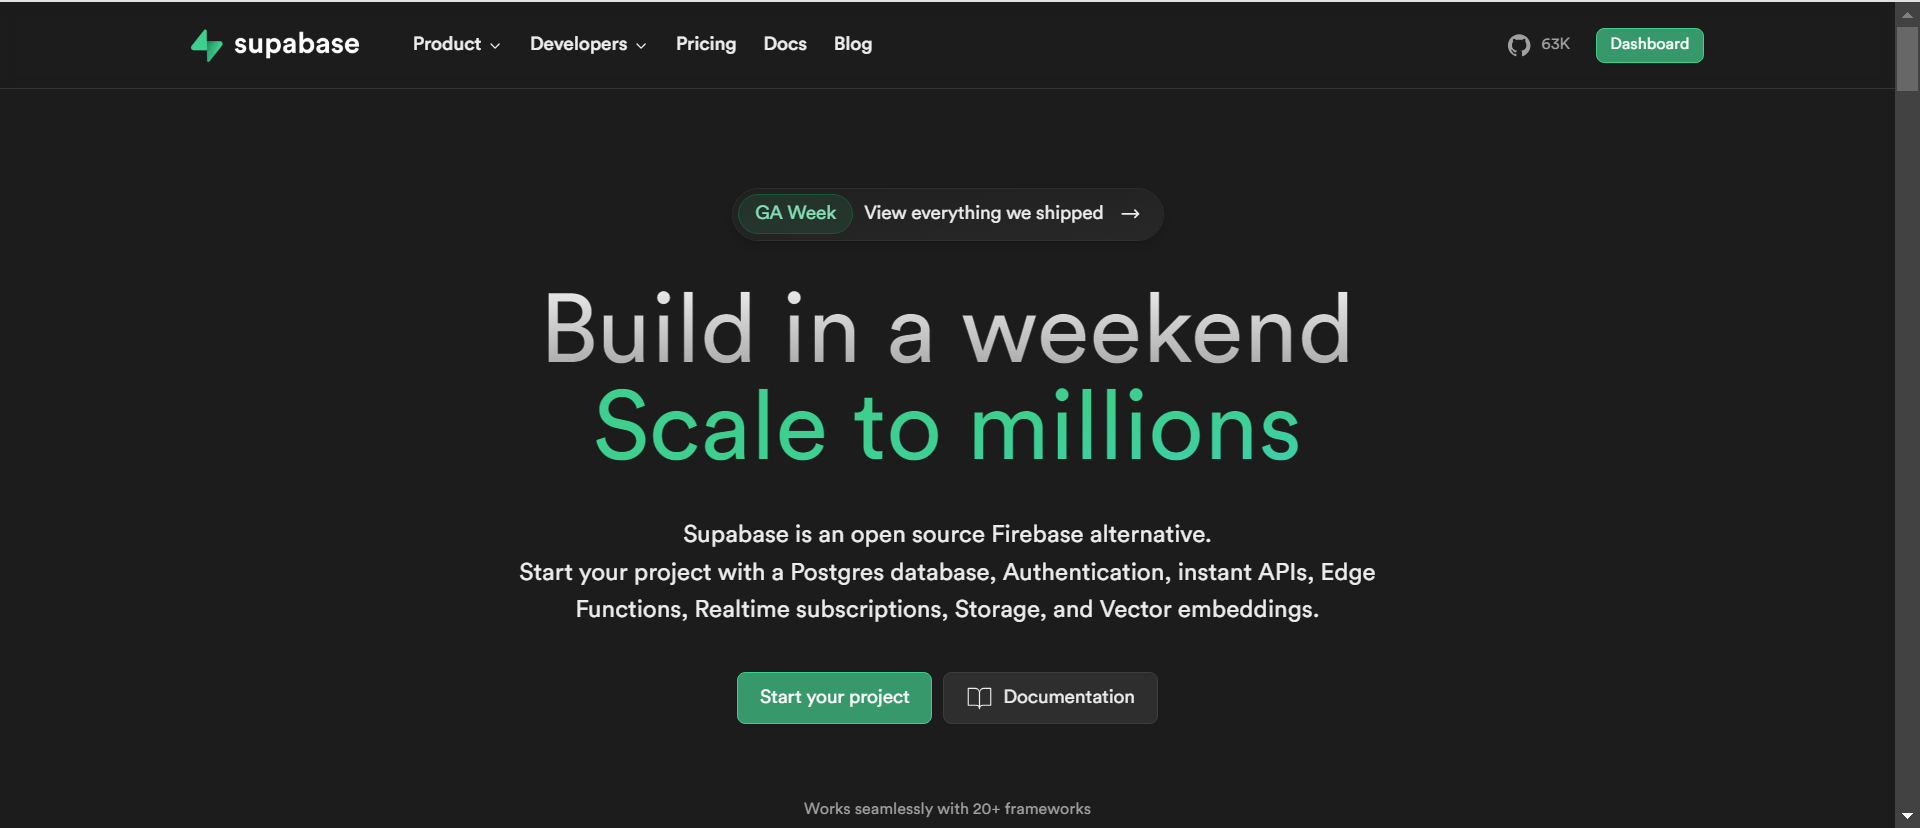 supabase
Product
Developers
Pricing
Docs
Blog
63K
Dashboard
GA Week
View everything we shipped →
Build in a weekend
Scale to millions
Supabase is an open source Firebase alternative.
Start your project with a Postgres database, Authentication, instant APIs, Edge
Functions, Realtime subscriptions, Storage, and Vector embeddings.
Start your project
Documentation
Works seamlessly with 20+ frameworks